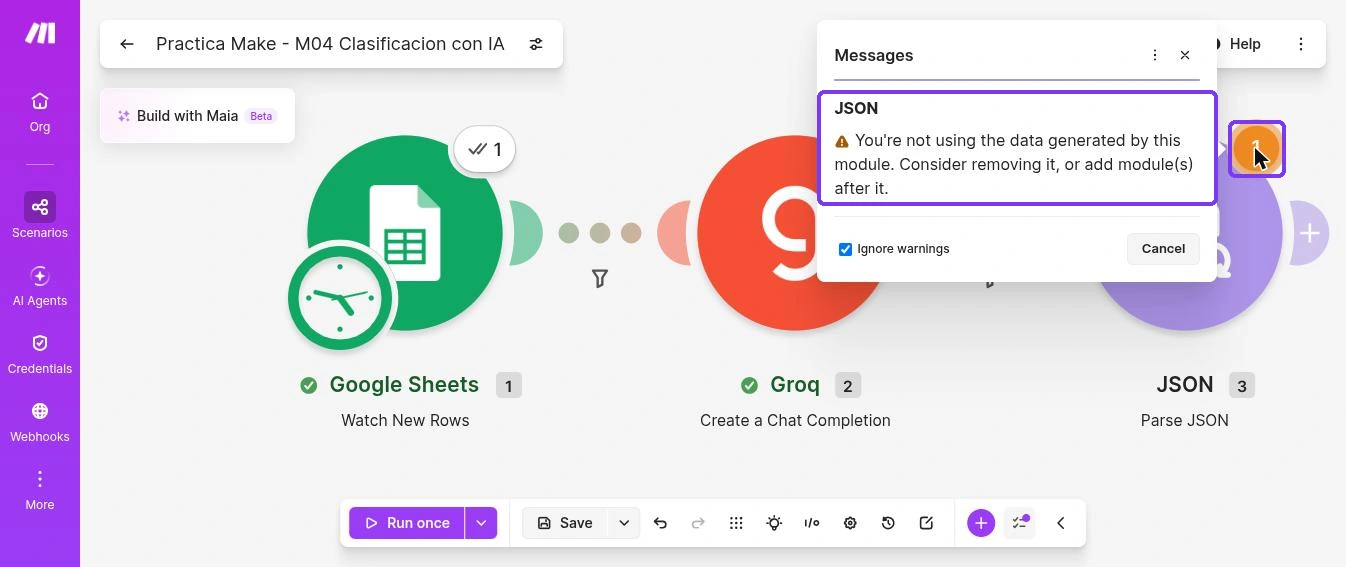 Practica Make - M04 Clasificacion con IA
Messages
Help
Org
Build with Maia Beta
JSON
You're not using the data generated by this
module. Consider removing it, or add module(s)
after it.
1
1
Scenarios
Ignore warnings
Cancel
AI Agents
Credentials
Google Sheets 1
Watch New Rows
Groq 2
Create a Chat Completion
JSON 3
Parse JSON
Webhooks
More
Run once
Save